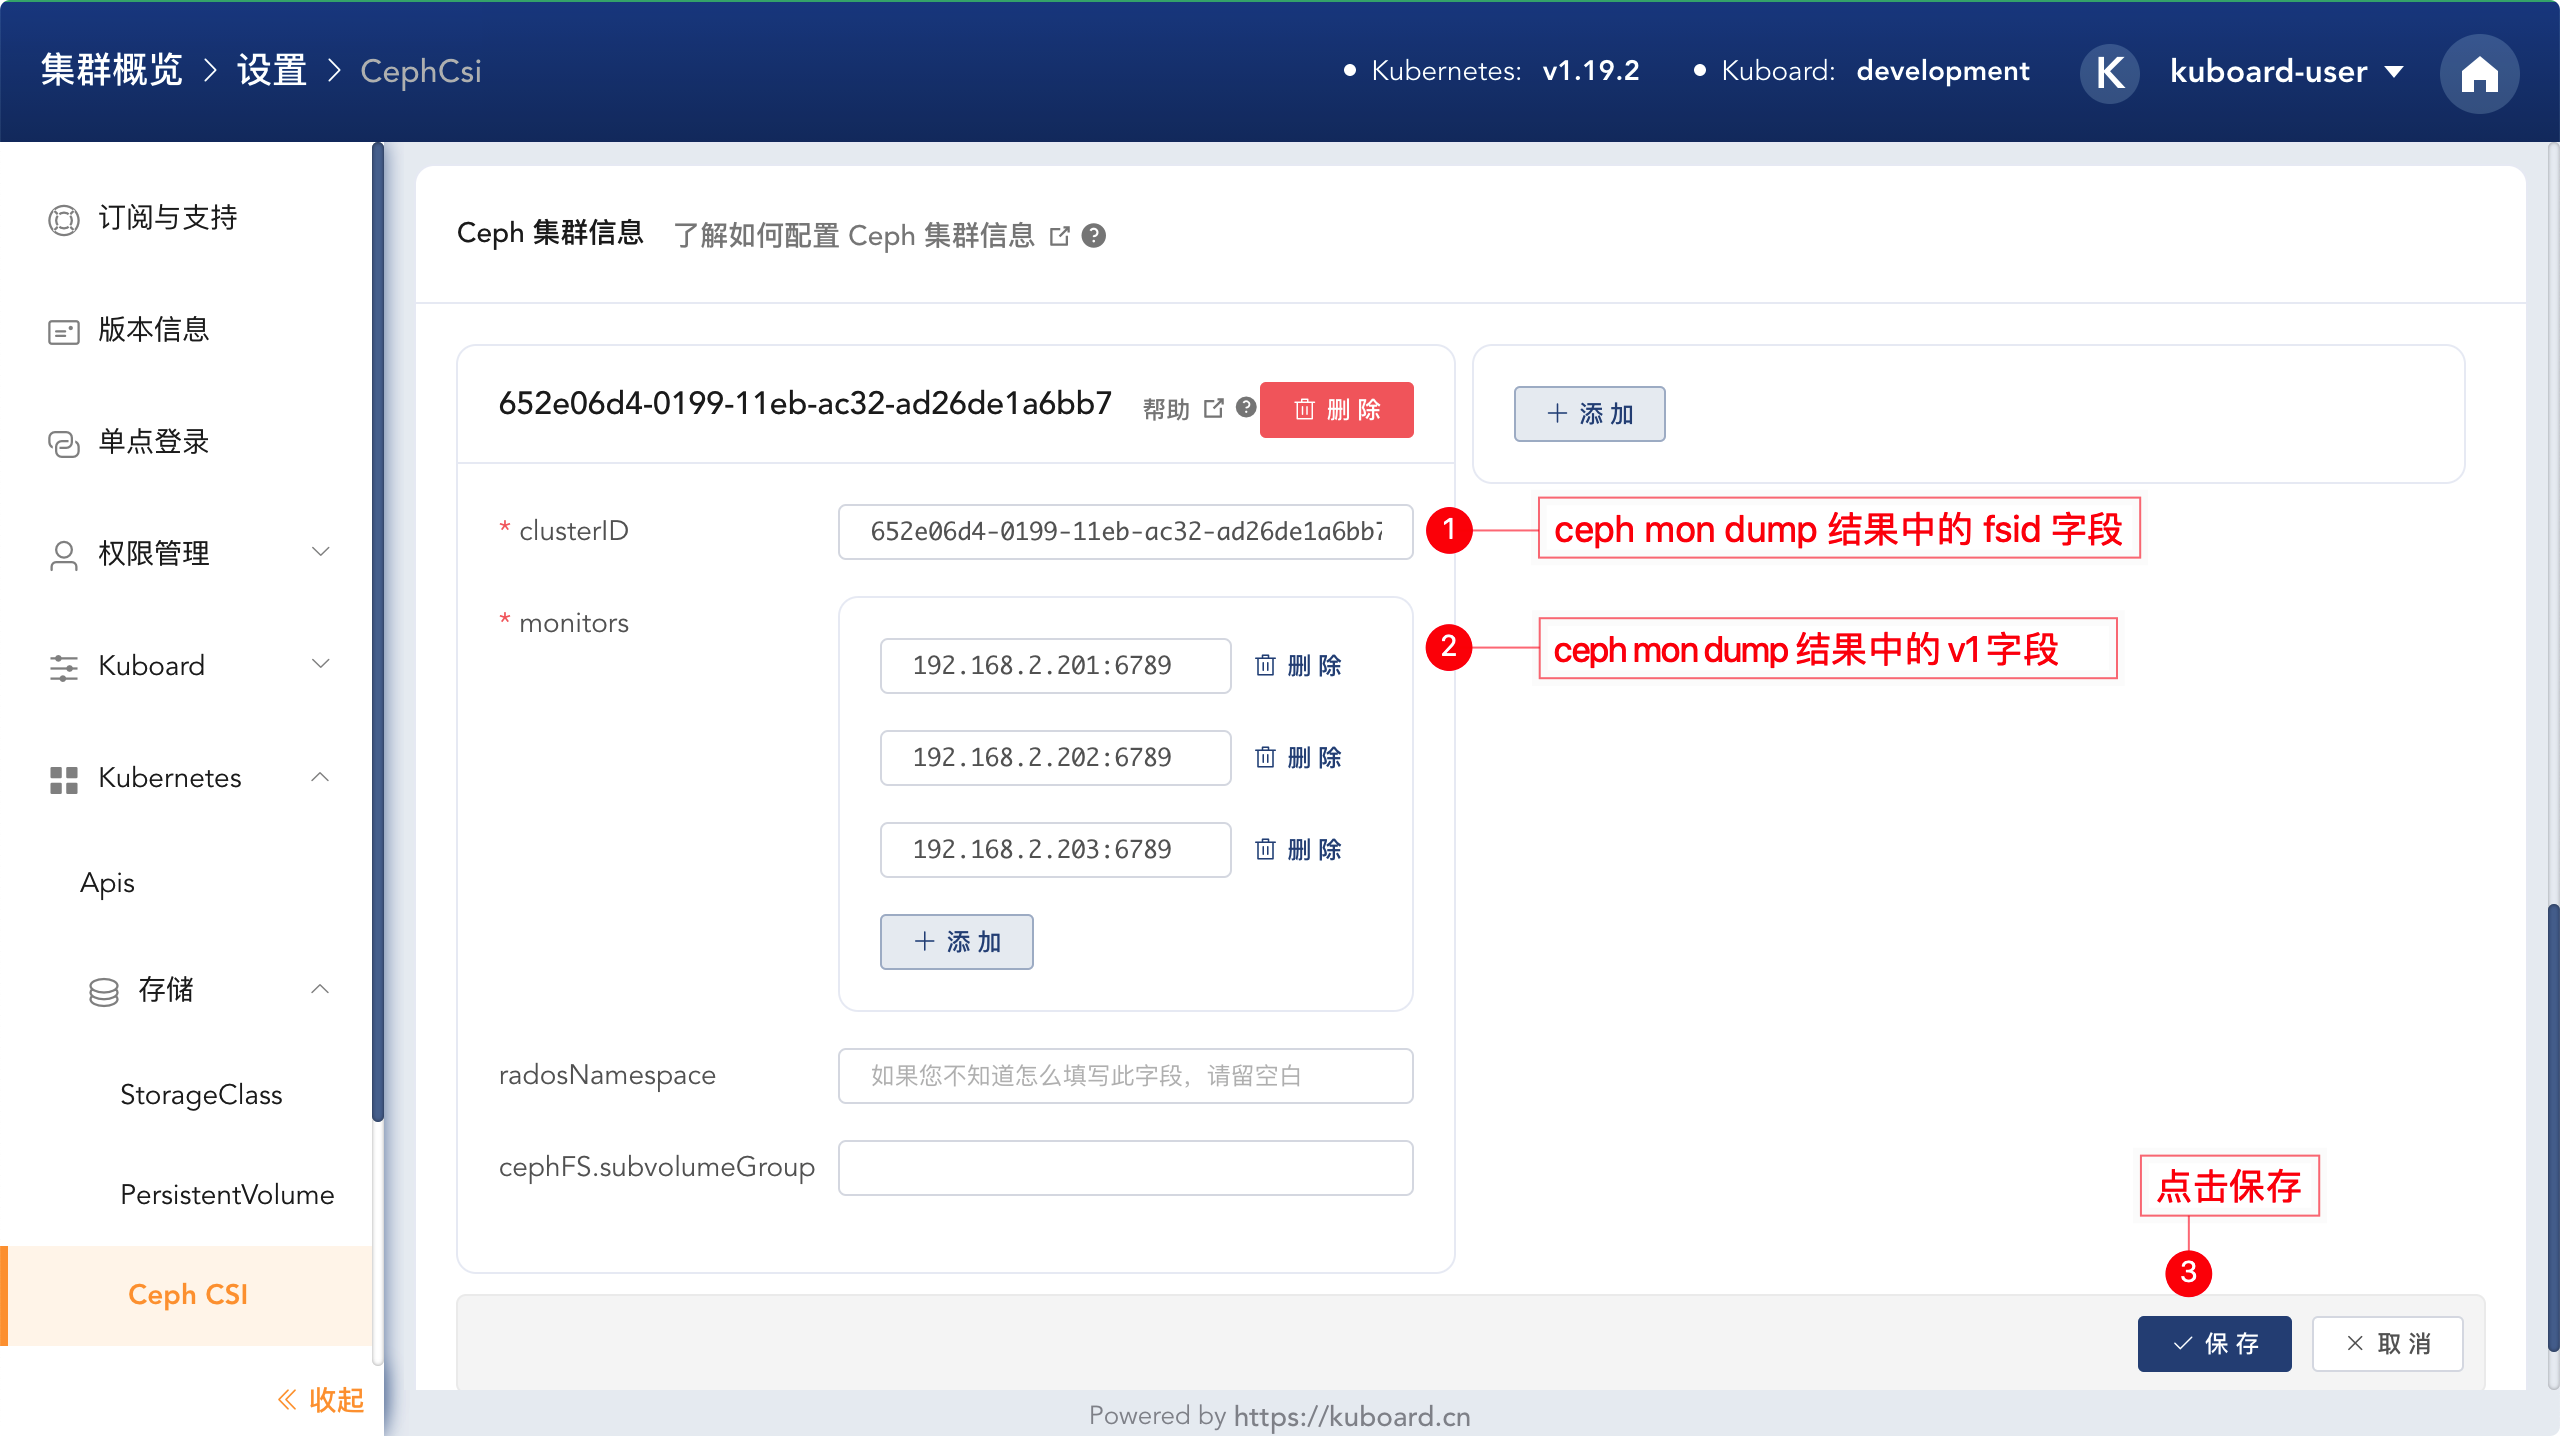 集群概览 > 设置 > CephCsi
• Kubernetes: v1.19.2 • Kuboard: development K kuboard-user
订阅与支持
版本信息
单点登录
权限管理
Kuboard
Kubernetes
Apis
存储
StorageClass
PersistentVolume
Ceph CSI
收起
Ceph 集群信息 了解如何配置 Ceph 集群信息
652e06d4-0199-11eb-ac32-ad26de1a6bb7 帮助 删 除
+ 添 加
* clusterID 652e06d4-0199-11eb-ac32-ad26de1a6bb7
1 ceph mon dump 结果中的 fsid 字段
* monitors
192.168.2.201:6789 删 除
2 ceph mon dump 结果中的 v1 字段
192.168.2.202:6789 删 除
192.168.2.203:6789 删 除
+ 添 加
radosNamespace 如果您不知道怎么填写此字段，请留空白
cephFS.subvolumeGroup
点击保存
3
保 存 取 消
Powered by https://kuboard.cn